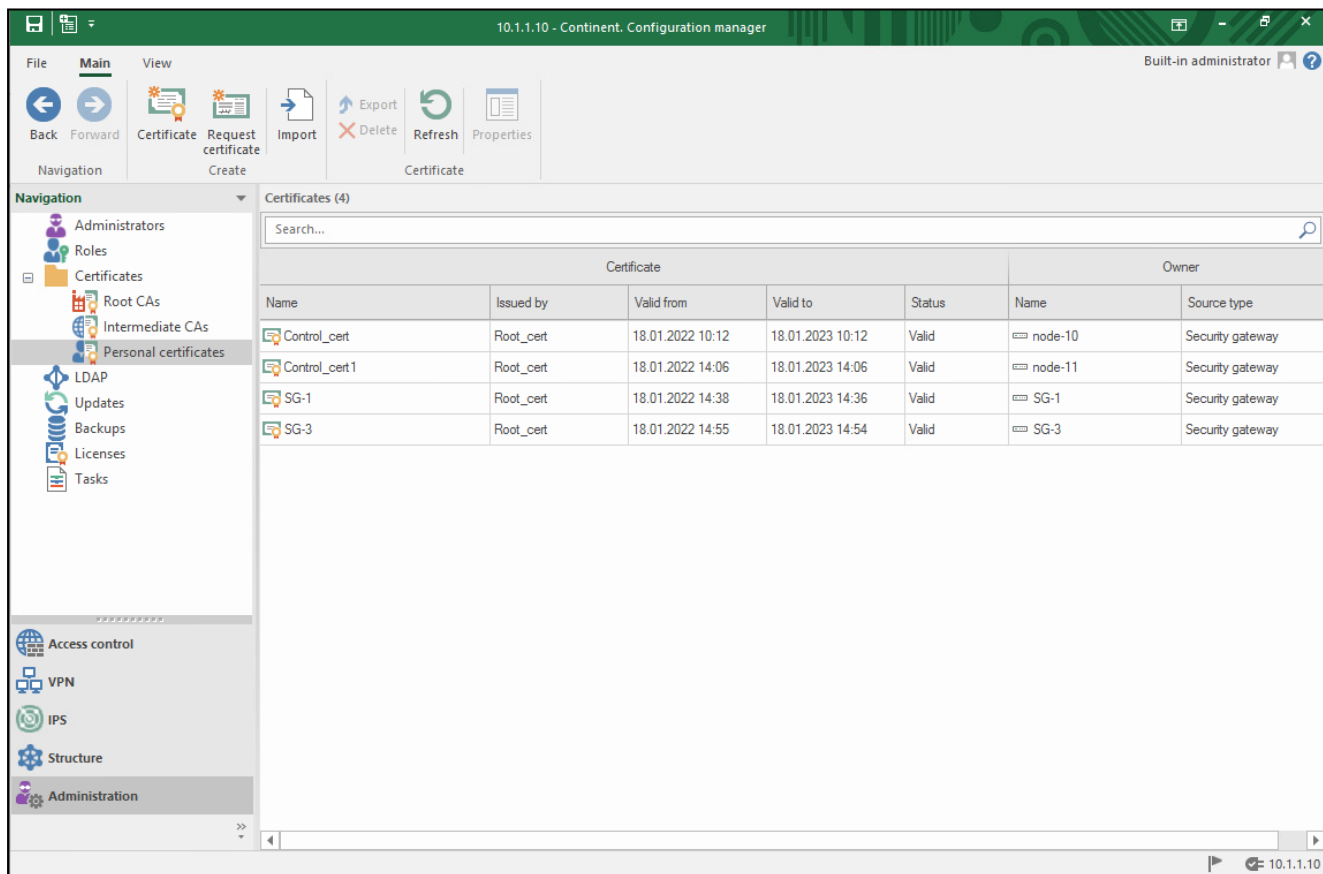 10.1.1.10 - Continent. Configuration manager
File Main View
Built-in administrator
Back Forward Certificate Request certificate Import Export Delete Refresh Properties
Navigation Create Certificate
Navigation
Administrators
Roles
Certificates
Root CAs
Intermediate CAs
Personal certificates
LDAP
Updates
Backups
Licenses
Tasks
Access control
VPN
IPS
Structure
Administration
Certificates (4)
Search...
Certificate Owner
Name Issued by Valid from Valid to Status Name Source type
Control_cert Root_cert 18.01.2022 10:12 18.01.2023 10:12 Valid node-10 Security gateway
Control_cert1 Root_cert 18.01.2022 14:06 18.01.2023 14:06 Valid node-11 Security gateway
SG-1 Root_cert 18.01.2022 14:38 18.01.2023 14:36 Valid SG-1 Security gateway
SG-3 Root_cert 18.01.2022 14:55 18.01.2023 14:54 Valid SG-3 Security gateway
10.1.1.10